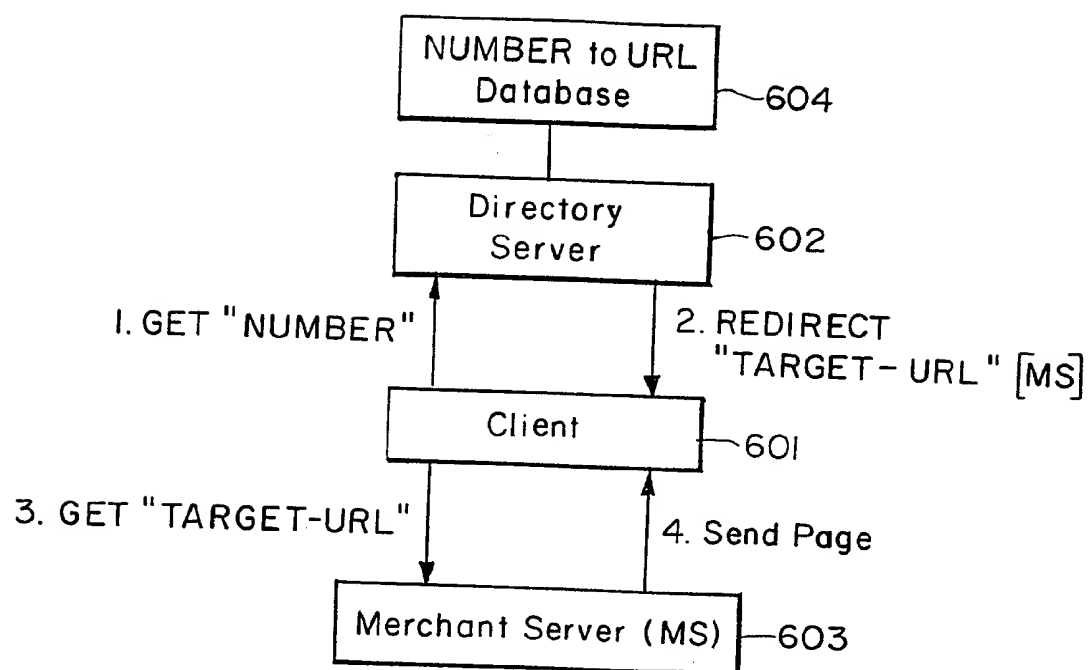 NUMBER to URL
Database
604
Directory
Server
602
1. GET "NUMBER"
2. REDIRECT
"TARGET-URL" [MS]
Client
601
3. GET "TARGET-URL"
4. Send Page
Merchant Server (MS)
603